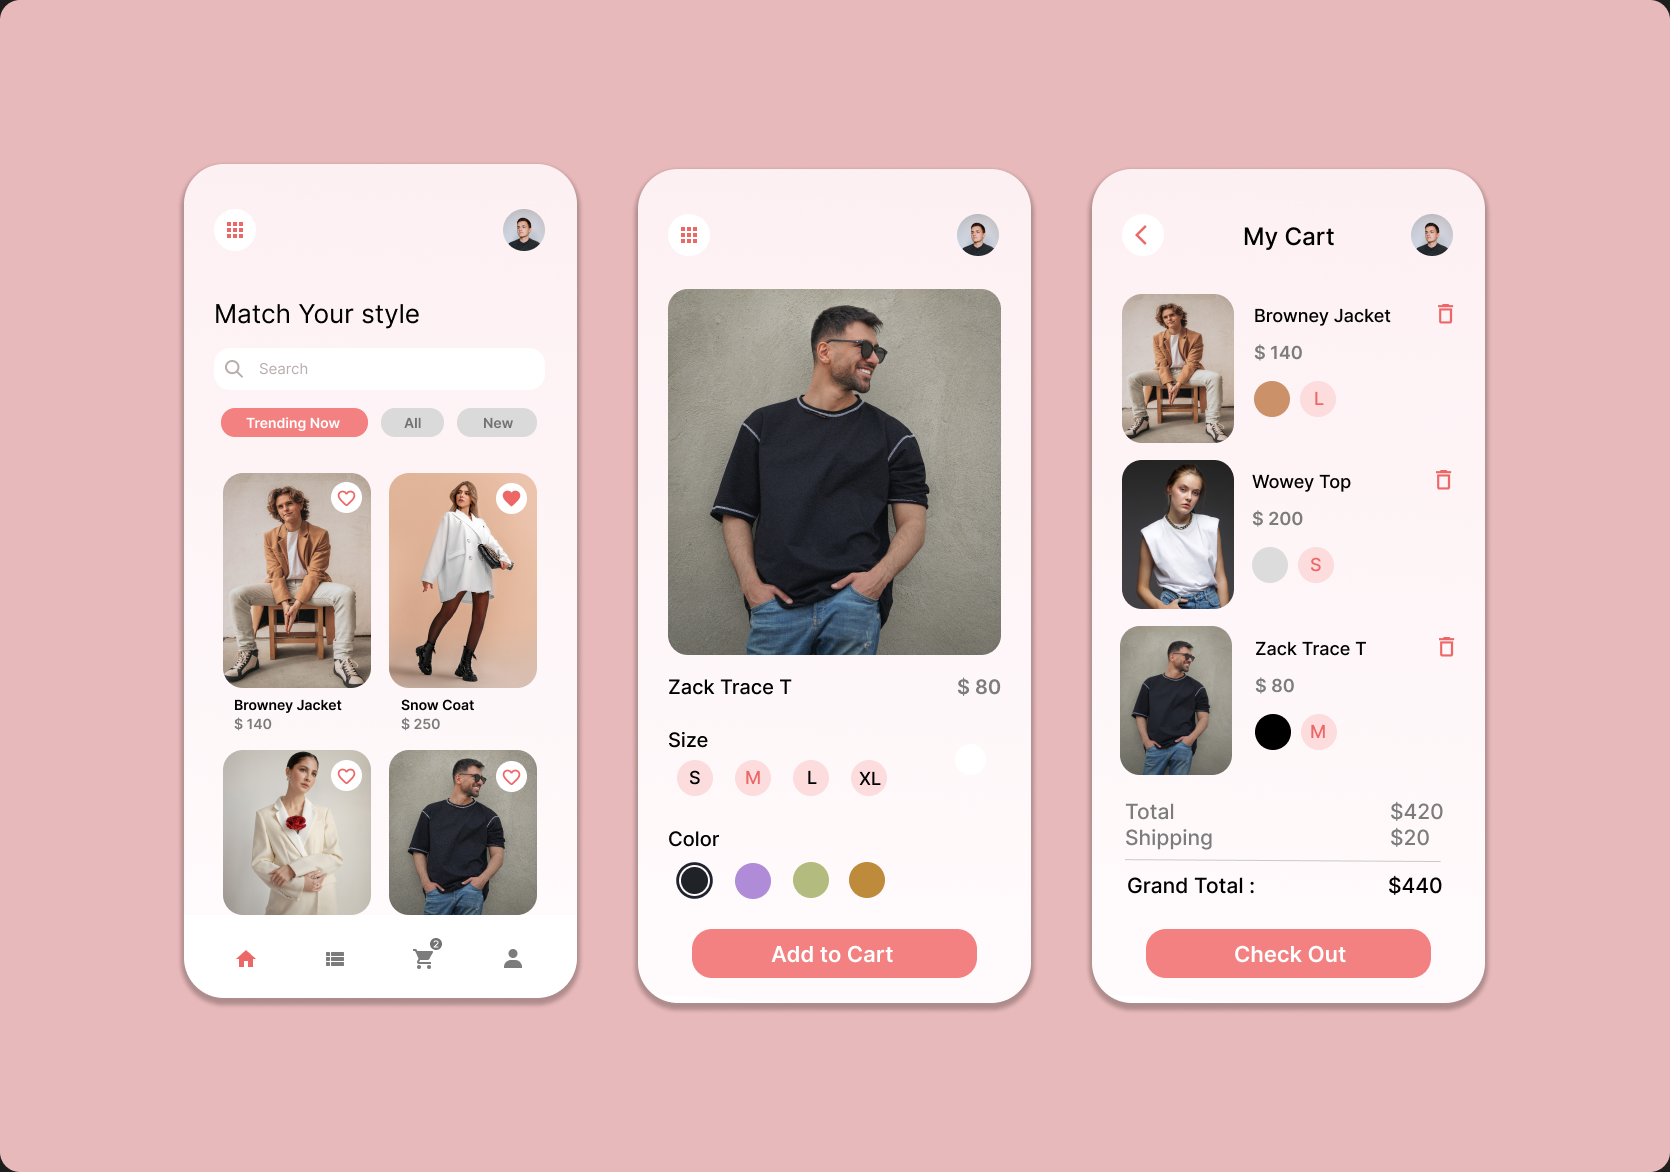 Match Your style
Search
Trending Now
All
New
Browney Jacket
$ 140
Snow Coat
$ 250
2
Zack Trace T
$ 80
Size
S
M
L
XL
Color
Add to Cart
My Cart
Browney Jacket
$ 140
L
Wowey Top
$ 200
S
Zack Trace T
$ 80
M
Total $420
Shipping $20
Grand Total : $440
Check Out